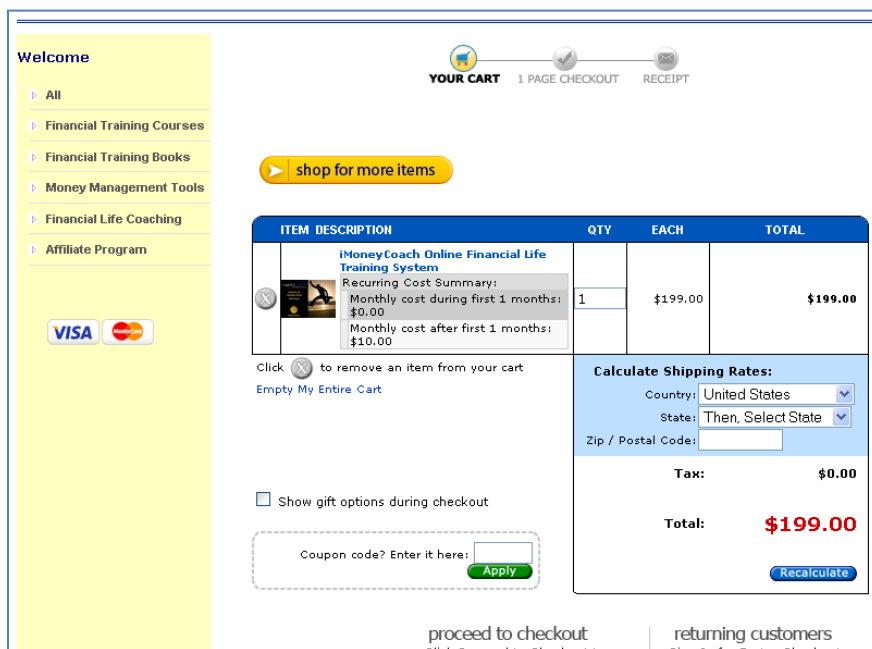 Welcome
All
Financial Training Courses
Financial Training Books
Money Management Tools
Financial Life Coaching
Affiliate Program
VISA MasterCard
YOUR CART 1 PAGE CHECKOUT RECEIPT
shop for more items
ITEM DESCRIPTION QTY EACH TOTAL
iMoneyCoach Online Financial Life
Training System
Recurring Cost Summary:
Monthly cost during first 1 months:
$0.00
Monthly cost after first 1 months:
$10.00
1 $199.00 $199.00
Click X to remove an item from your cart
Empty My Entire Cart
Calculate Shipping Rates:
Country: United States
State: Then, Select State
Zip / Postal Code:
Tax: $0.00
Show gift options during checkout
Total: $199.00
Coupon code? Enter it here:
Apply
Recalculate
proceed to checkout
returning customers